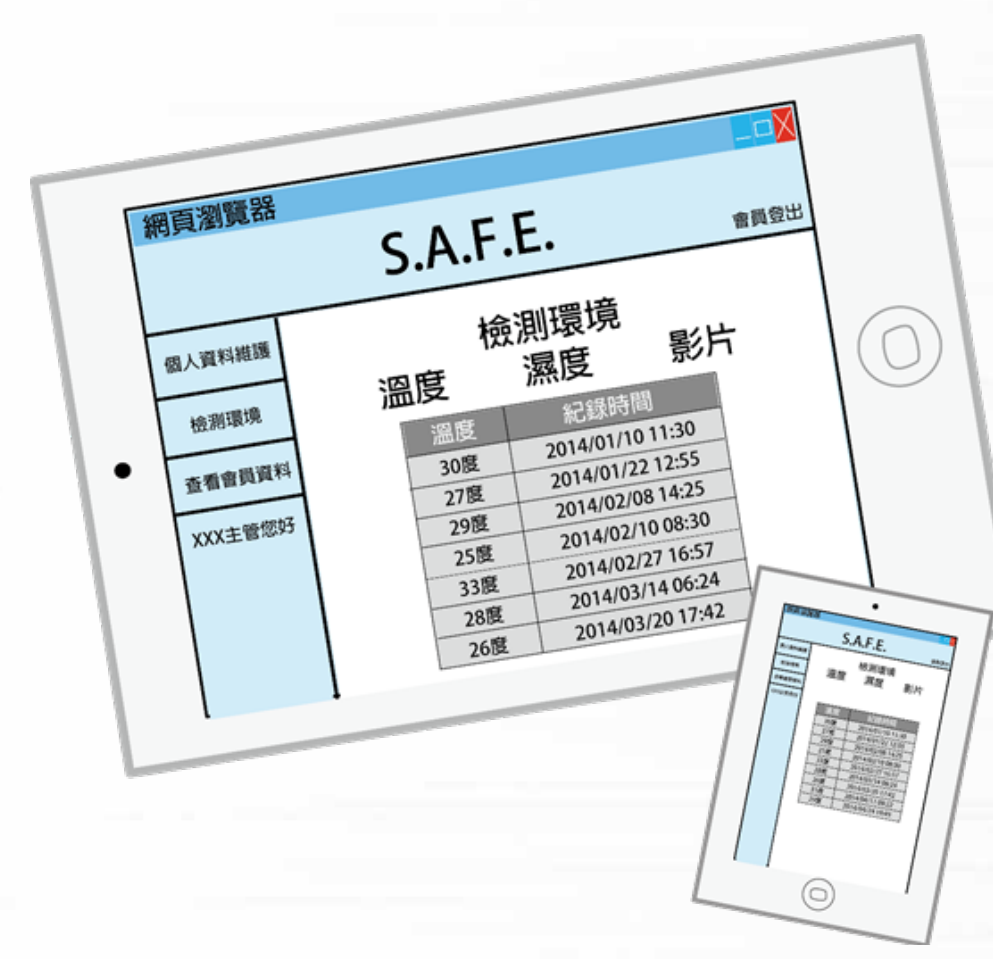 網頁瀏覽器
S.A.F.E.
會員登出
個人資料維護
檢測環境
查看會員資料
XXX主管您好
檢測環境
溫度 濕度 影片
溫度 紀錄時間
30度 2014/01/10 11:30
27度 2014/01/22 12:55
29度 2014/02/08 14:25
25度 2014/02/10 08:30
33度 2014/02/27 16:57
28度 2014/03/14 06:24
26度 2014/03/20 17:42
S.A.F.E.
檢測環境
溫度 濕度 影片
溫度 紀錄時間